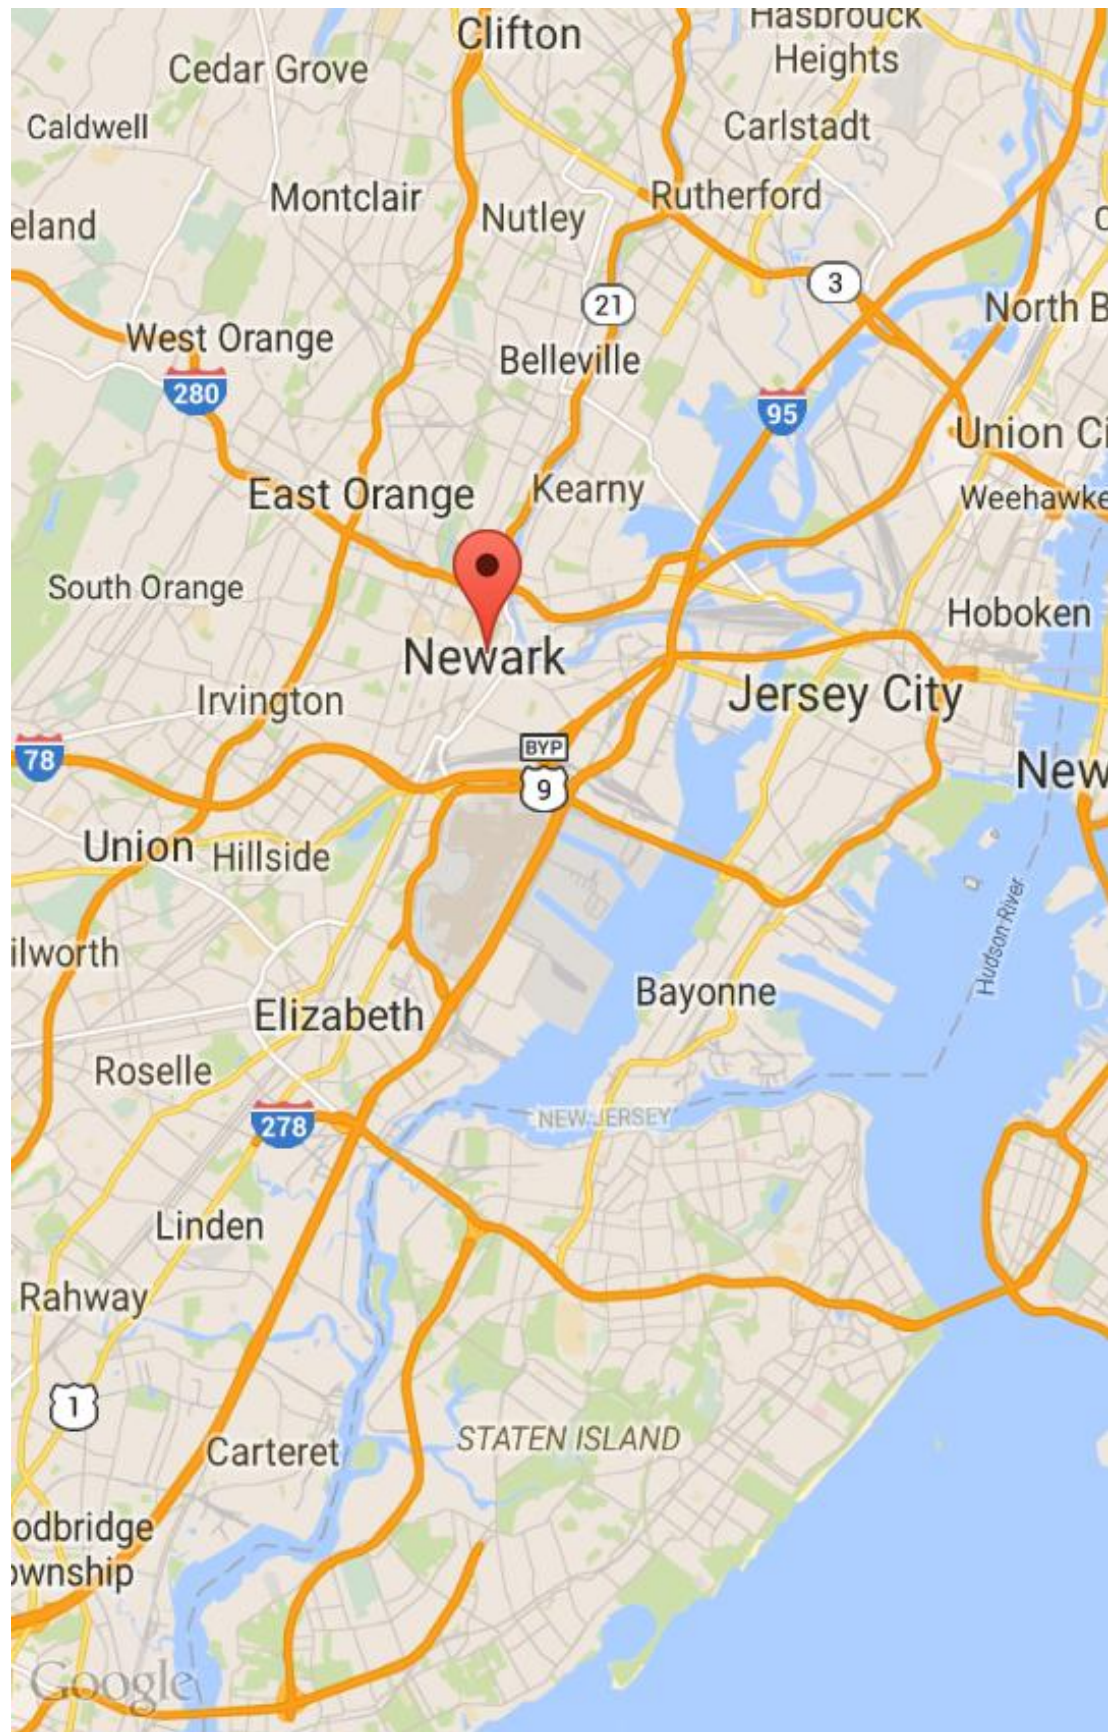 Clifton
Hasbrouck
Heights
Cedar Grove
Caldwell
Carlstadt
Montclair
Rutherford
Nutley
eland
C
3
21
North B
West Orange
Belleville
280
95
Union Ci
East Orange
Kearny
Weehawke
South Orange
Hoboken
Newark
Irvington
Jersey City
BYP
9
78
New
Union
Hillside
Hudson River
ilworth
Bayonne
Elizabeth
Roselle
278
NEW JERSEY
Linden
Rahway
1
STATEN ISLAND
Carteret
odbridge
ownship
Google